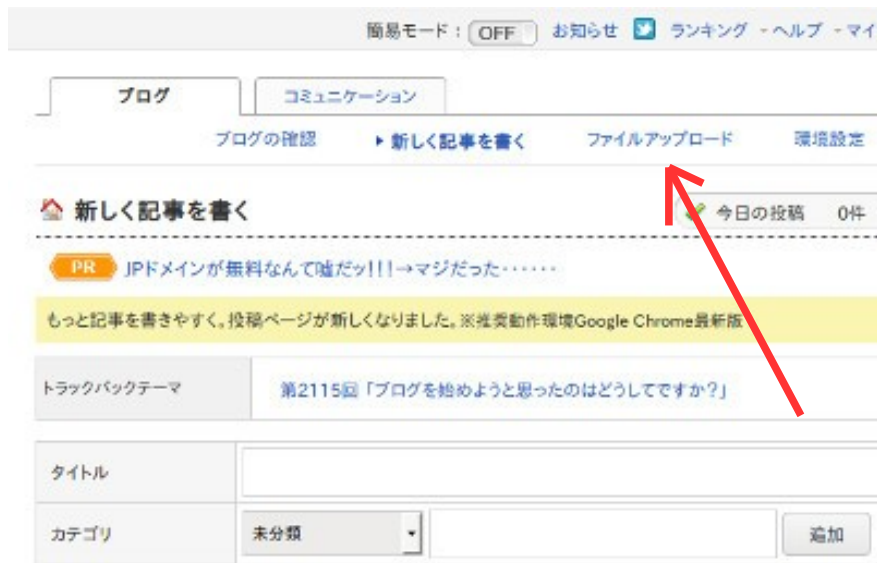 簡易モード： OFF お知らせ ランキング ヘルプ マイ
ブログ コミュニケーション
ブログの確認 新しく記事を書く ファイルアップロード 環境設定
新しく記事を書く 今日の投稿 0件
PR JPドメインが無料なんて嘘だッ!!!→マジだった‥‥‥
もっと記事を書きやすく。投稿ページが新しくなりました。※推奨動作環境Google Chrome最新版
トラックバックテーマ 第2115回「ブログを始めようと思ったのはどうしてですか?」
タイトル
カテゴリ 未分類 追加